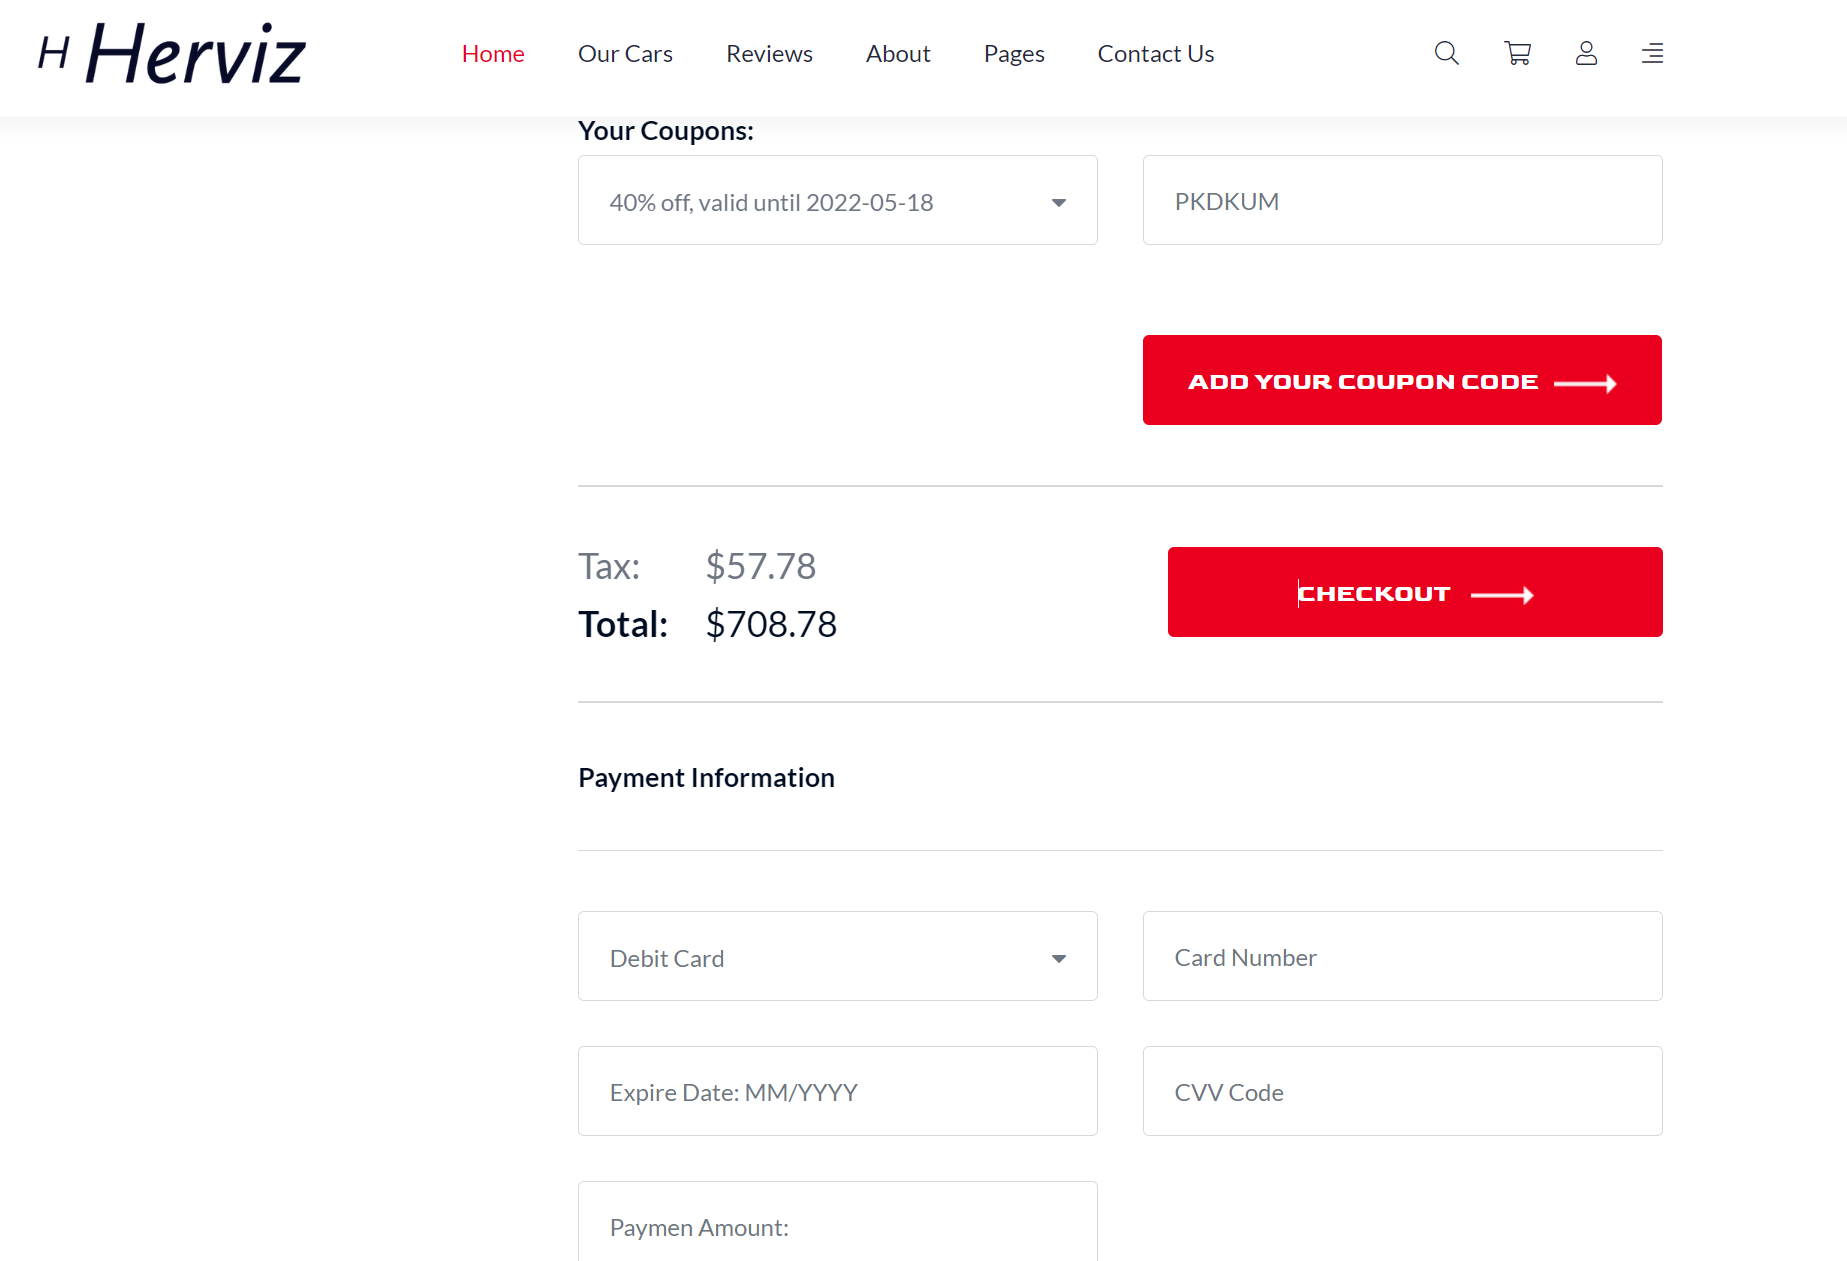 H Herviz
Home Our Cars Reviews About Pages Contact Us
Your Coupons:
40% off, valid until 2022-05-18 PKDKUM
ADD YOUR COUPON CODE
Tax: $57.78
CHECKOUT
Total: $708.78
Payment Information
Debit Card Card Number
Expire Date: MM/YYYY CVV Code
Paymen Amount: